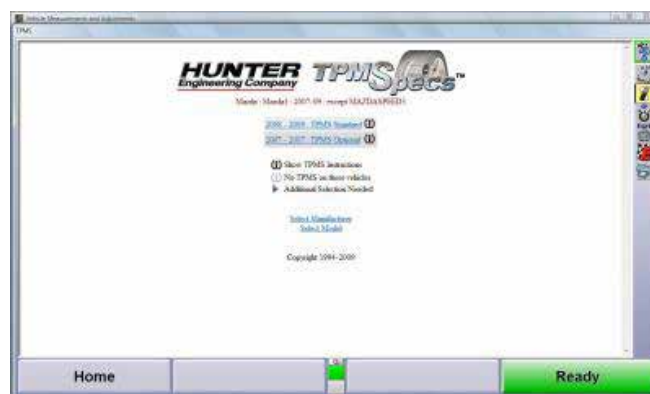 Vehicle Measurements and Adjustments
TPMS
HUNTER
Engineering Company
TPMSpecs™
Mazda : Mazda3 : 2007-09 : except MAZDASPEED3
2008 - 2009 : TPMS Standard
2007 - 2007 : TPMS Optional
Show TPMS Instructions
No TPMS on these vehicles
Additional Selection Needed
Select Manufacturer
Select Model
Copyright 1994-2009
Home
Ready